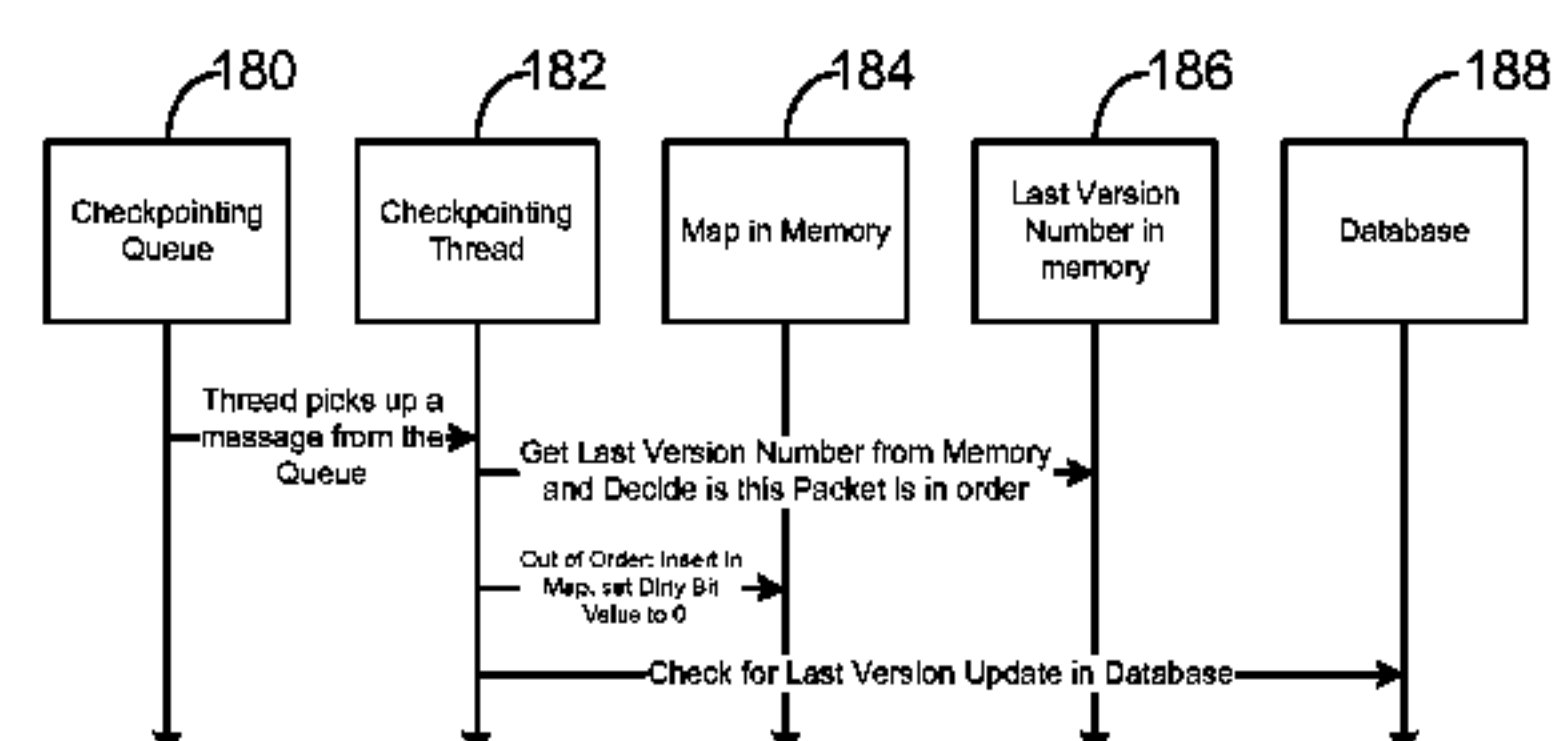 180
182
184
186
188
Checkpointing
Queue
Checkpointing
Thread
Map in Memory
Last Version
Number in
memory
Database
Thread picks up a
message from the
Queue
Get Last Version Number from Memory
and Decide is this Packet is in order
Out of Order: Insert in
Map, set Dirty Bit
Value to 0
Check for Last Version Update in Database